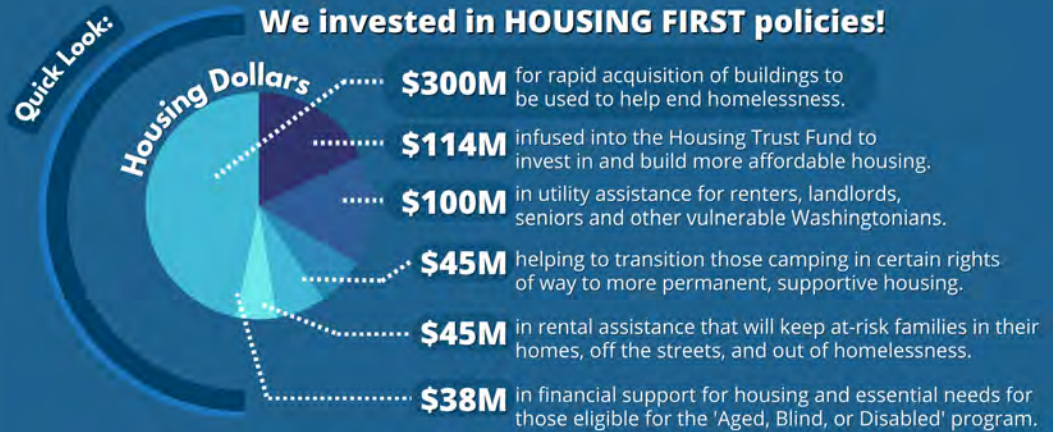 Quick Look:
We invested in HOUSING FIRST policies!
Housing Dollars
$300M for rapid acquisition of buildings to
be used to help end homelessness.
$114M infused into the Housing Trust Fund to
invest in and build more affordable housing.
$100M in utility assistance for renters, landlords,
seniors and other vulnerable Washingtonians.
$45M helping to transition those camping in certain rights
of way to more permanent, supportive housing.
$45M in rental assistance that will keep at-risk families in their
homes, off the streets, and out of homelessness.
$38M in financial support for housing and essential needs for
those eligible for the 'Aged, Blind, or Disabled' program.